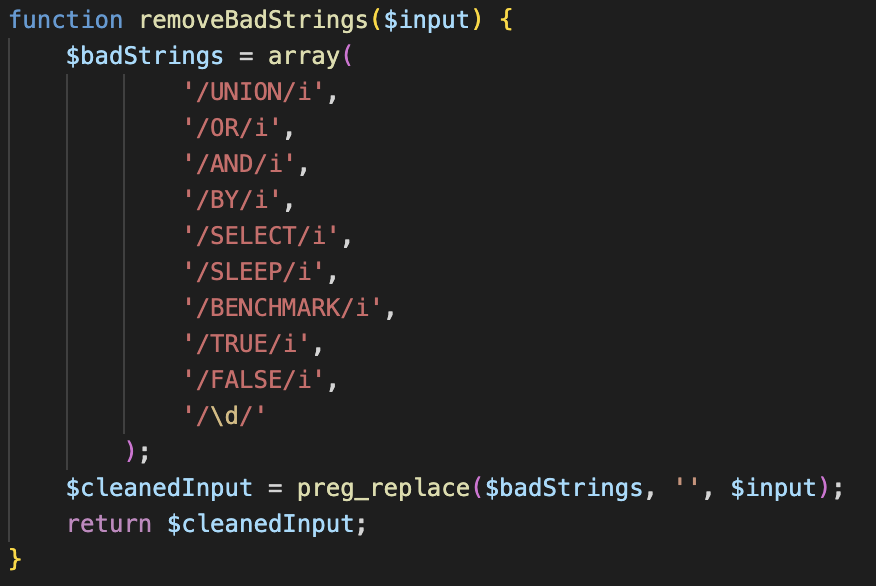 function removeBadStrings($input) {
    $badStrings = array(
            '/UNION/i',
            '/OR/i',
            '/AND/i',
            '/BY/i',
            '/SELECT/i',
            '/SLEEP/i',
            '/BENCHMARK/i',
            '/TRUE/i',
            '/FALSE/i',
            '/\d/'
        );
    $cleanedInput = preg_replace($badStrings, '', $input);
    return $cleanedInput;
}